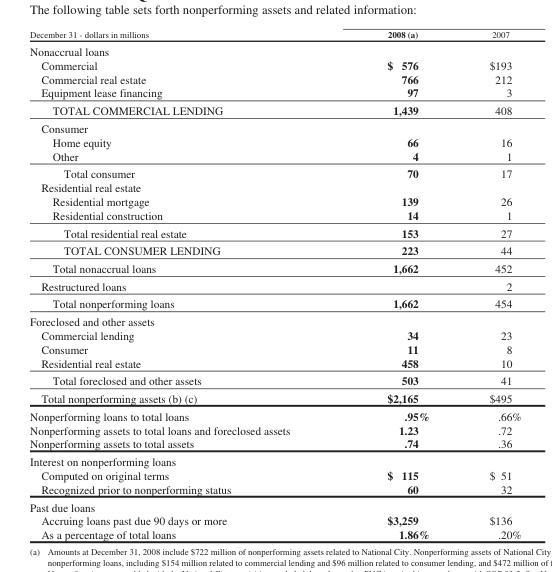 The following table sets forth nonperforming assets and related information:
December 31 - dollars in millions 2008 (a) 2007
Nonaccrual loans
Commercial $ 576 $193
Commercial real estate 766 212
Equipment lease financing 97 3
TOTAL COMMERCIAL LENDING 1,439 408
Consumer
Home equity 66 16
Other 4 1
Total consumer 70 17
Residential real estate
Residential mortgage 139 26
Residential construction 14 1
Total residential real estate 153 27
TOTAL CONSUMER LENDING 223 44
Total nonaccrual loans 1,662 452
Restructured loans 2
Total nonperforming loans 1,662 454
Foreclosed and other assets
Commercial lending 34 23
Consumer 11 8
Residential real estate 458 10
Total foreclosed and other assets 503 41
Total nonperforming assets (b) (c) $2,165 $495
Nonperforming loans to total loans .95% .66%
Nonperforming assets to total loans and foreclosed assets 1.23 .72
Nonperforming assets to total assets .74 .36
Interest on nonperforming loans
Computed on original terms $ 115 $ 51
Recognized prior to nonperforming status 60 32
Past due loans
Accruing loans past due 90 days or more $3,259 $136
As a percentage of total loans 1.86% .20%
(a) Amounts at December 31, 2008 include $722 million of nonperforming assets related to National City. Nonperforming assets of National City
nonperforming loans, including $154 million related to commercial lending and $96 million related to consumer lending, and $472 million of